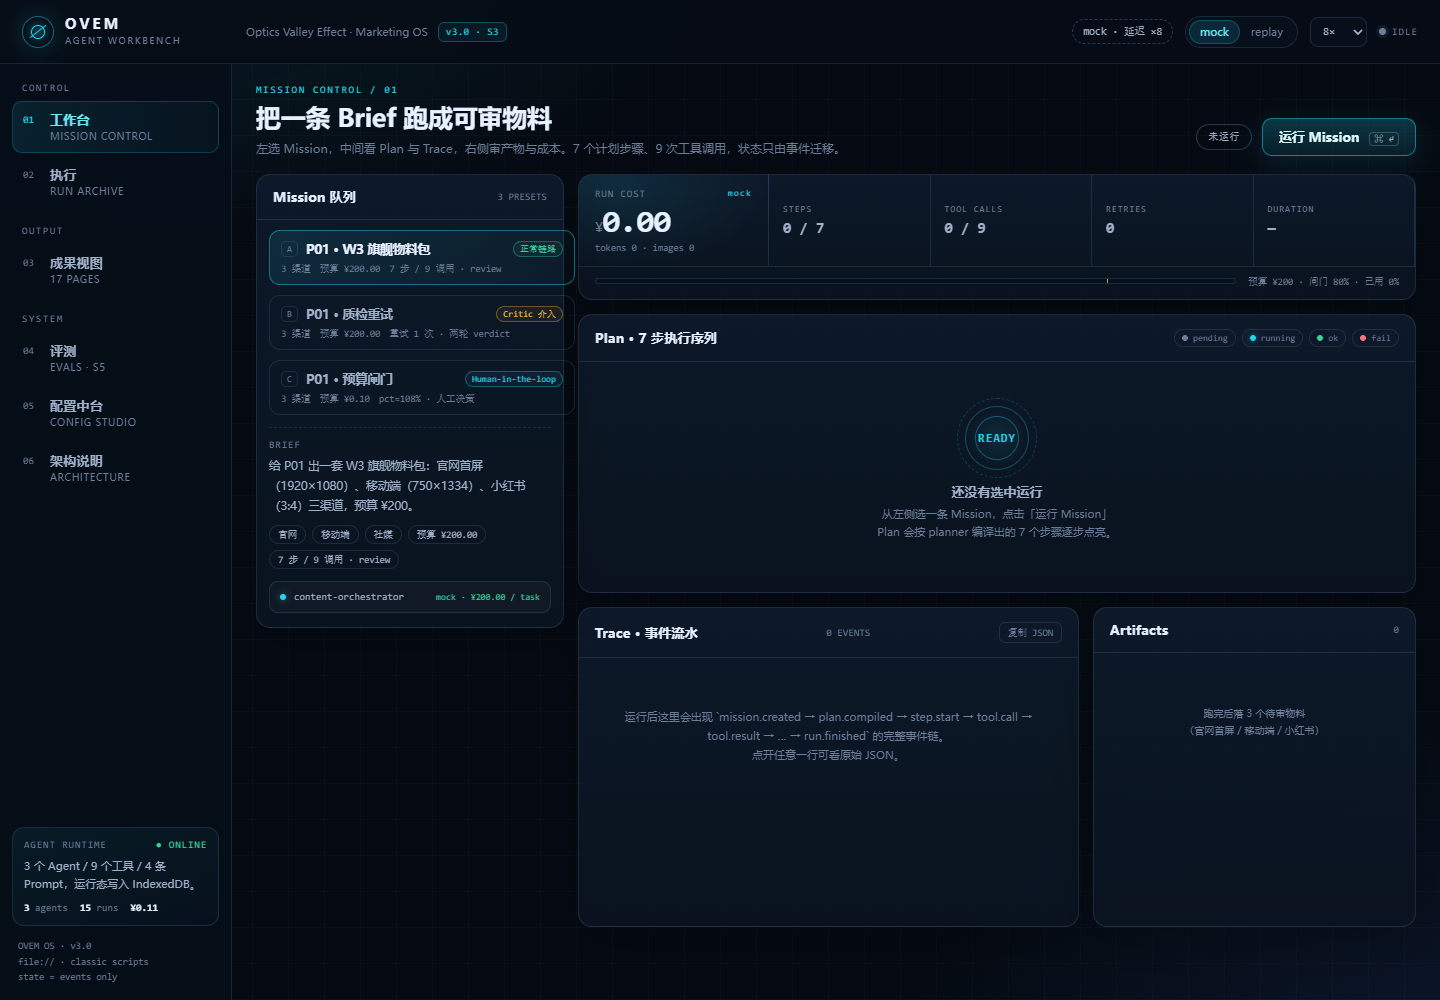 OVEM
AGENT WORKBENCH
Optics Valley Effect · Marketing OS
v3.0 · S3
mock · 延迟 ×8
mock
replay
8×
IDLE
CONTROL
01
工作台
MISSION CONTROL
02
执行
RUN ARCHIVE
OUTPUT
03
成果视图
17 PAGES
SYSTEM
04
评测
EVALS · S5
05
配置中台
CONFIG STUDIO
06
架构说明
ARCHITECTURE
AGENT RUNTIME
● ONLINE
3 个 Agent / 9 个工具 / 4 条
Prompt，运行态写入 IndexedDB。
3 agents 15 runs ¥0.11
OVEM OS · v3.0
file:// · classic scripts
state = events only
MISSION CONTROL / 01
把一条 Brief 跑成可审物料
左选 Mission，中间看 Plan 与 Trace，右侧审产物与成本。7 个计划步骤、9 次工具调用，状态只由事件迁移。
未运行
运行 Mission ⌘ ↵
Mission 队列
3 PRESETS
A
P01 • W3 旗舰物料包
正常链路
3 渠道 预算 ¥200.00 7 步 / 9 调用 · review
B
P01 • 质检重试
Critic 介入
3 渠道 预算 ¥200.00 重试 1 次 · 两轮 verdict
C
P01 • 预算闸门
Human-in-the-loop
3 渠道 预算 ¥0.10 pct=108% · 人工决策
BRIEF
给 P01 出一套 W3 旗舰物料包：官网首屏
（1920×1080）、移动端（750×1334）、小红书
（3:4）三渠道，预算 ¥200。
官网
移动端
社媒
预算 ¥200.00
7 步 / 9 调用 · review
content-orchestrator
mock · ¥200.00 / task
RUN COST
mock
¥0.00
tokens 0 · images 0
STEPS
0 / 7
TOOL CALLS
0 / 9
RETRIES
0
DURATION
—
预算 ¥200 · 闸门 80% · 已用 0%
Plan • 7 步执行序列
pending
running
ok
fail
READY
还没有选中运行
从左侧选一条 Mission，点击「运行 Mission」
Plan 会按 planner 编译出的 7 个步骤逐步点亮。
Trace • 事件流水
0 EVENTS
复制 JSON
运行后这里会出现 `mission.created → plan.compiled → step.start → tool.call →
tool.result → … → run.finished` 的完整事件链。
点开任意一行可看原始 JSON。
Artifacts
0
跑完后落 3 个待审物料
（官网首屏 / 移动端 / 小红书）